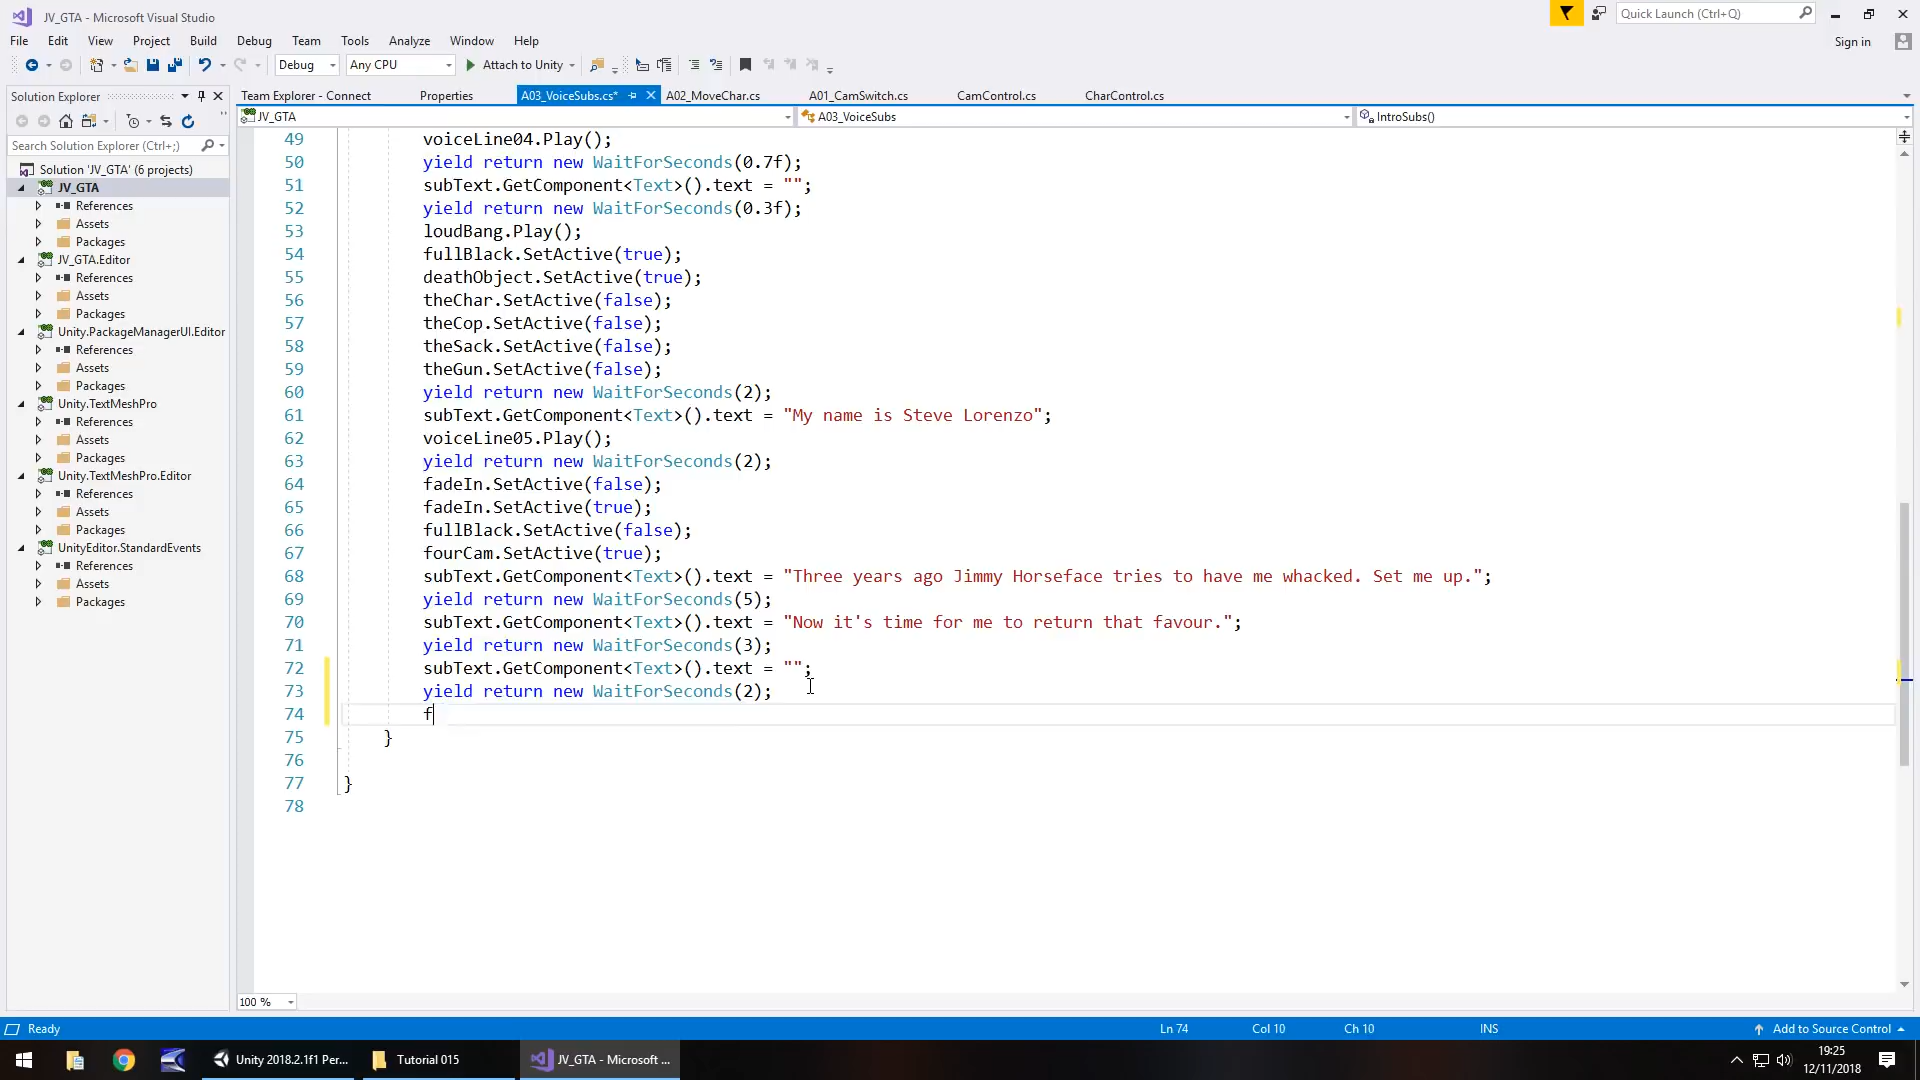 JV_GTA - Microsoft Visual Studio
Quick Launch (Ctrl+Q)
File Edit View Project Build Debug Team Tools Analyze Window Help
Sign in
Debug Any CPU Attach to Unity
Solution Explorer
Team Explorer - Connect Properties A03_VoiceSubs.cs* A02_MoveChar.cs A01_CamSwitch.cs CamControl.cs CharControl.cs
JV_GTA A03_VoiceSubs IntroSubs()
Search Solution Explorer (Ctrl+;)
Solution 'JV_GTA' (6 projects)
JV_GTA
References
Assets
Packages
JV_GTA.Editor
References
Assets
Packages
Unity.PackageManagerUI.Editor
References
Assets
Packages
Unity.TextMeshPro
References
Assets
Packages
Unity.TextMeshPro.Editor
References
Assets
Packages
UnityEditor.StandardEvents
References
Assets
Packages
49 voiceLine04.Play();
50 yield return new WaitForSeconds(0.7f);
51 subText.GetComponent<Text>().text = "";
52 yield return new WaitForSeconds(0.3f);
53 loudBang.Play();
54 fullBlack.SetActive(true);
55 deathObject.SetActive(true);
56 theChar.SetActive(false);
57 theCop.SetActive(false);
58 theSack.SetActive(false);
59 theGun.SetActive(false);
60 yield return new WaitForSeconds(2);
61 subText.GetComponent<Text>().text = "My name is Steve Lorenzo";
62 voiceLine05.Play();
63 yield return new WaitForSeconds(2);
64 fadeIn.SetActive(false);
65 fadeIn.SetActive(true);
66 fullBlack.SetActive(false);
67 fourCam.SetActive(true);
68 subText.GetComponent<Text>().text = "Three years ago Jimmy Horseface tries to have me whacked. Set me up.";
69 yield return new WaitForSeconds(5);
70 subText.GetComponent<Text>().text = "Now it's time for me to return that favour.";
71 yield return new WaitForSeconds(3);
72 subText.GetComponent<Text>().text = "";
73 yield return new WaitForSeconds(2);
74 f
75 }
76
77 }
78
100 %
Ready Ln 74 Col 10 Ch 10 INS Add to Source Control
Unity 2018.2.1f1 Per... Tutorial 015 JV_GTA - Microsoft ...
19:25
12/11/2018